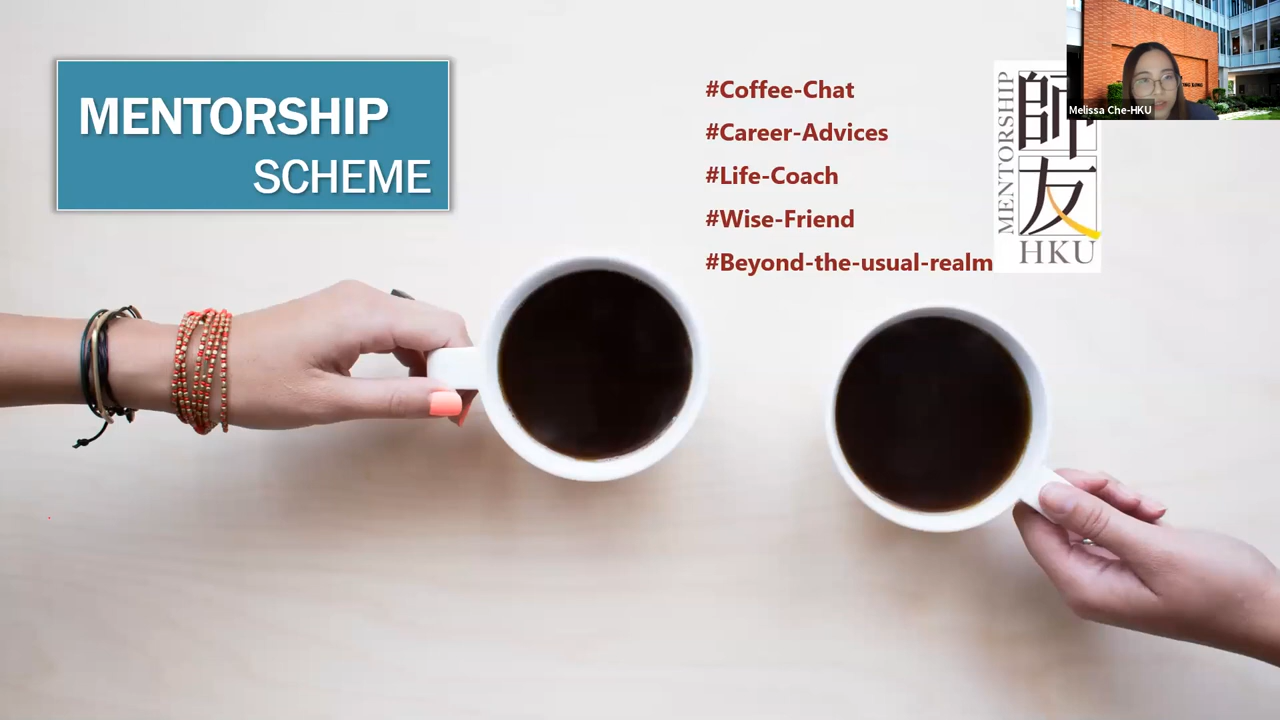 MENTORSHIP
SCHEME
#Coffee-Chat
#Career-Advices
#Life-Coach
#Wise-Friend
#Beyond-the-usual-realm
MENTORSHIP
師
友
HKU
Melissa Che-HKU